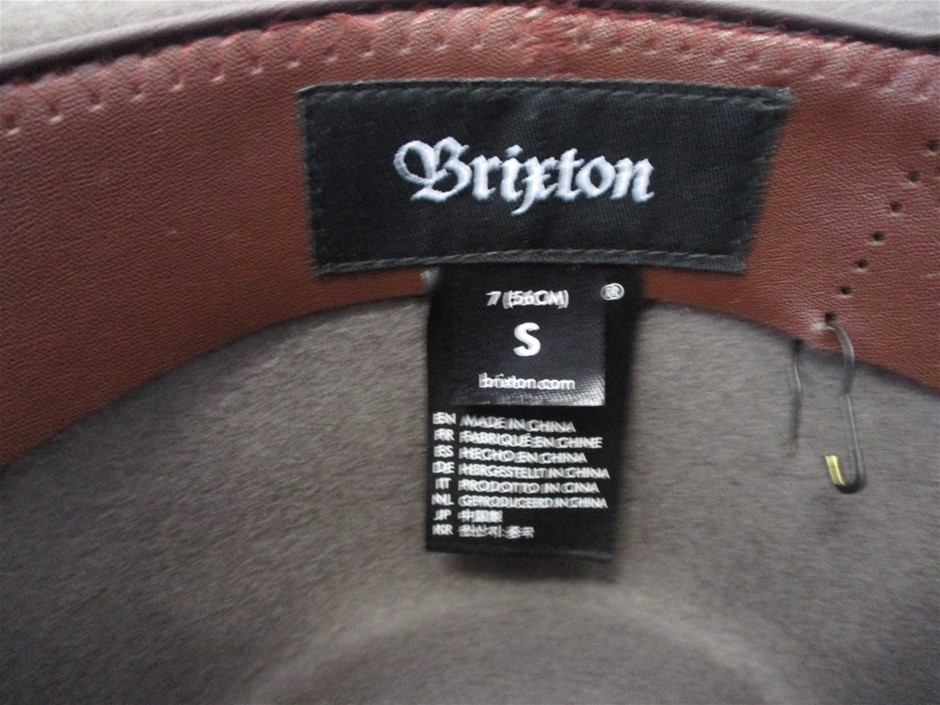 Brixton
7 (56CM) ®
S
brixton.com
EN MADE IN CHINA
FR FABRIQUÉ EN CHINE
ES HECHO EN CHINA
DE HERGESTELLT IN CHINA
IT PRODOTTO IN CINA
NL GEPRODUCEERD IN CHINA
JP 中国製
KR 원산지:중국